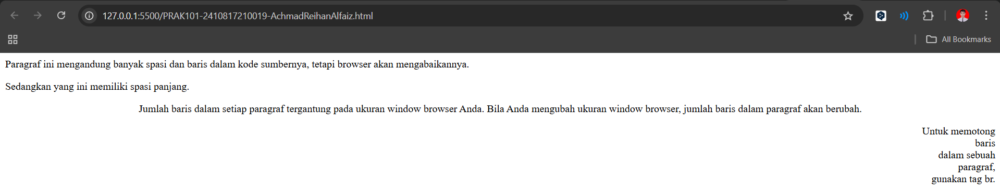 127.0.0.1:5500/PRAK101-2410817210019-AchmadReihanAlfaiz.html
All Bookmarks
Paragraf ini mengandung banyak spasi dan baris dalam kode sumbernya, tetapi browser akan mengabaikannya.
Sedangkan yang ini memiliki spasi panjang.
Jumlah baris dalam setiap paragraf tergantung pada ukuran window browser Anda. Bila Anda mengubah ukuran window browser, jumlah baris dalam paragraf akan berubah.
Untuk memotong
baris
dalam sebuah
paragraf,
gunakan tag br.